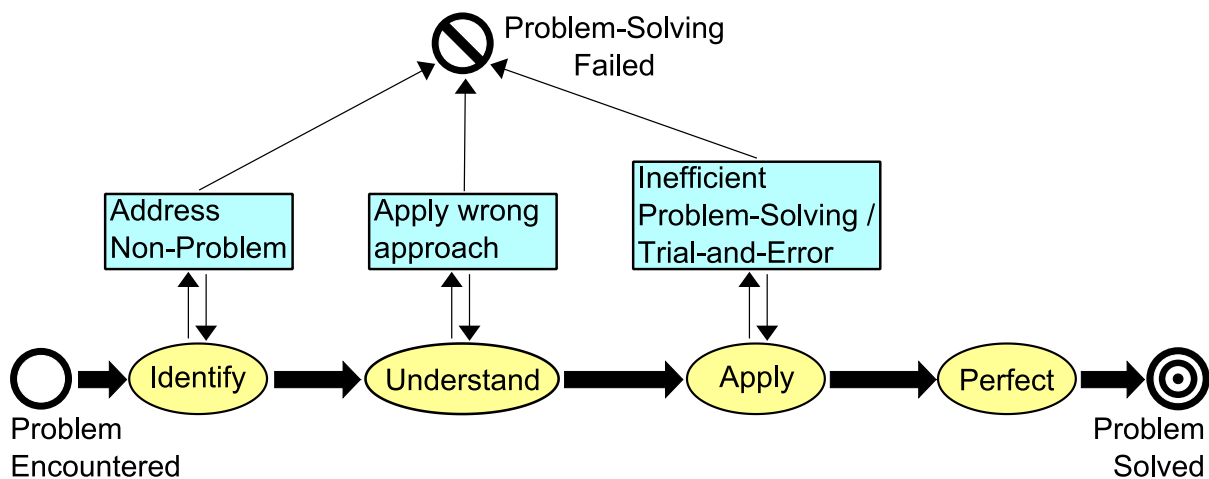 Problem-Solving
Failed
Address
Non-Problem
Apply wrong
approach
Inefficient
Problem-Solving /
Trial-and-Error
Identify
Understand
Apply
Perfect
Problem
Encountered
Problem
Solved